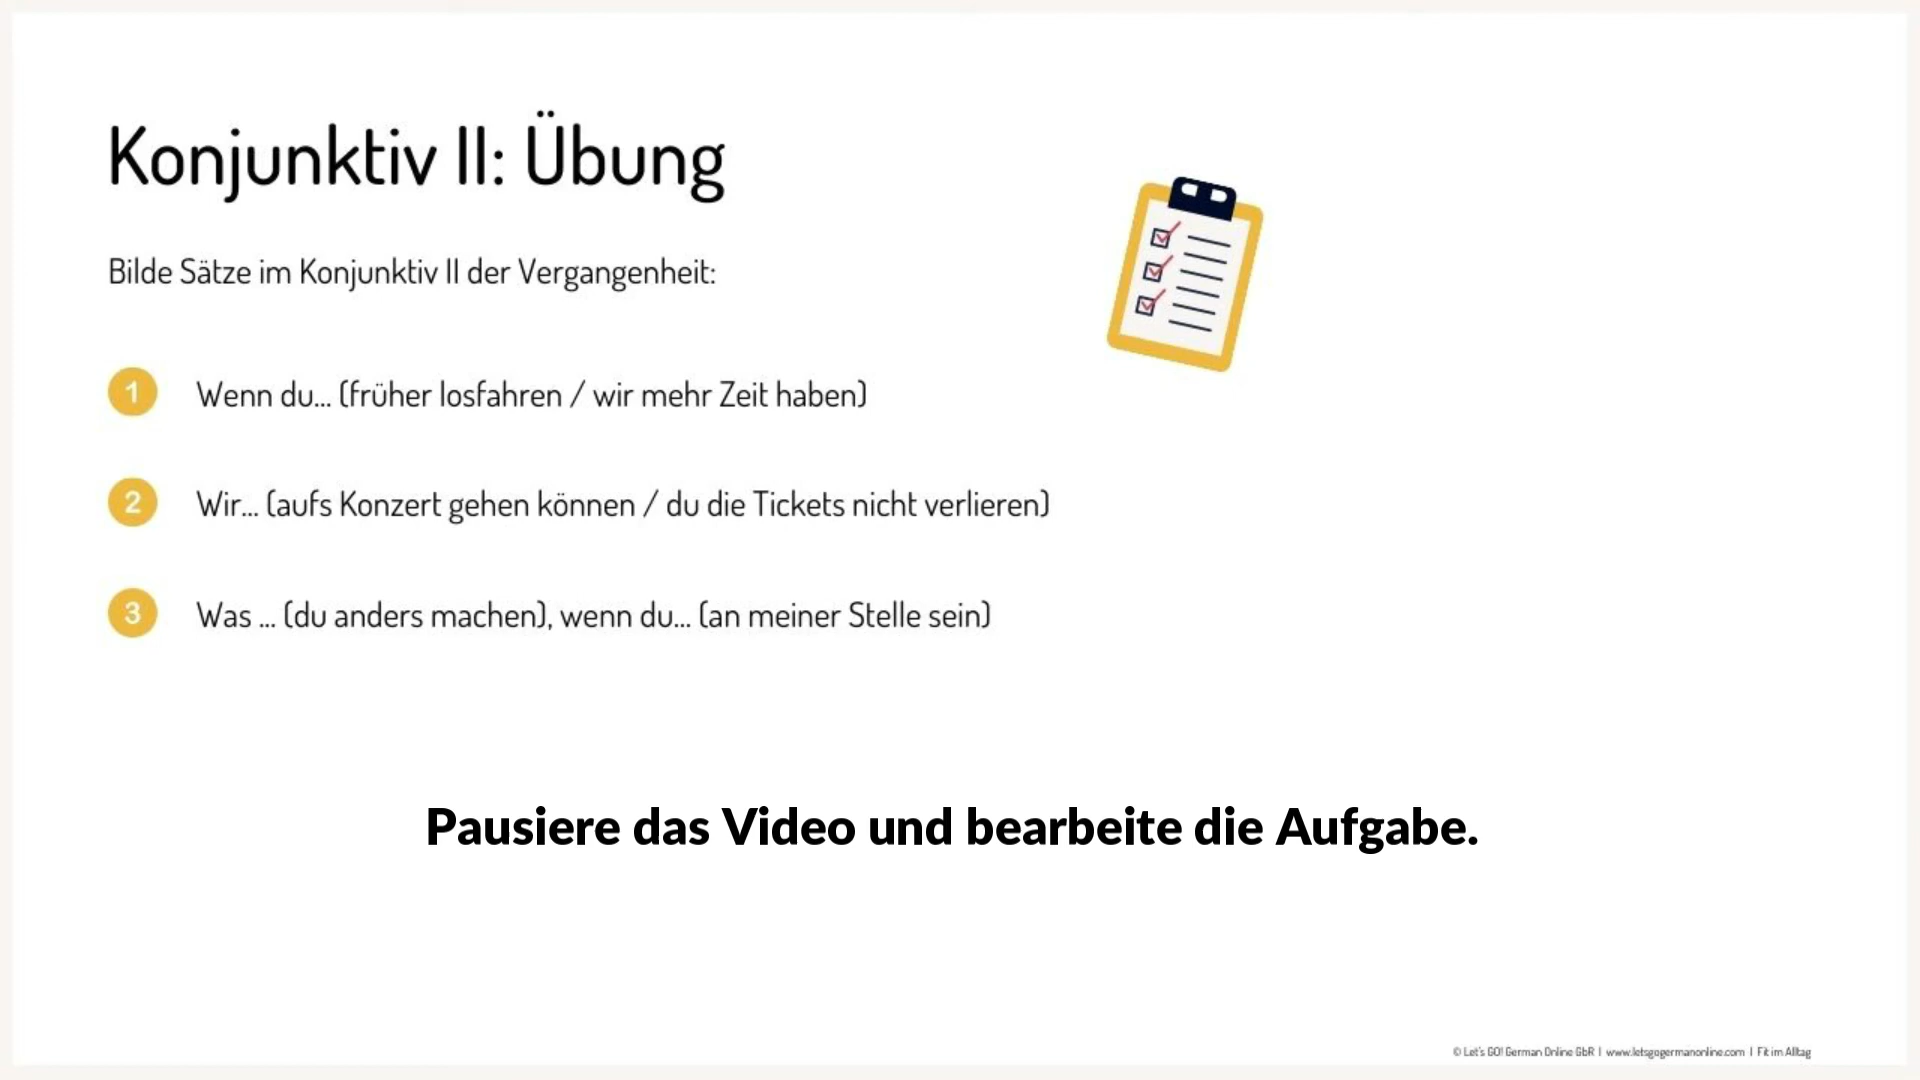 Konjunktiv II: Übung
Bilde Sätze im Konjunktiv II der Vergangenheit:
1 Wenn du... (früher losfahren / wir mehr Zeit haben)
2 Wir... (aufs Konzert gehen können / du die Tickets nicht verlieren)
3 Was ... (du anders machen), wenn du... (an meiner Stelle sein)
Pausiere das Video und bearbeite die Aufgabe.
© Let's GO! German Online GbR | www.letsgogermanonline.com | Fit im Alltag